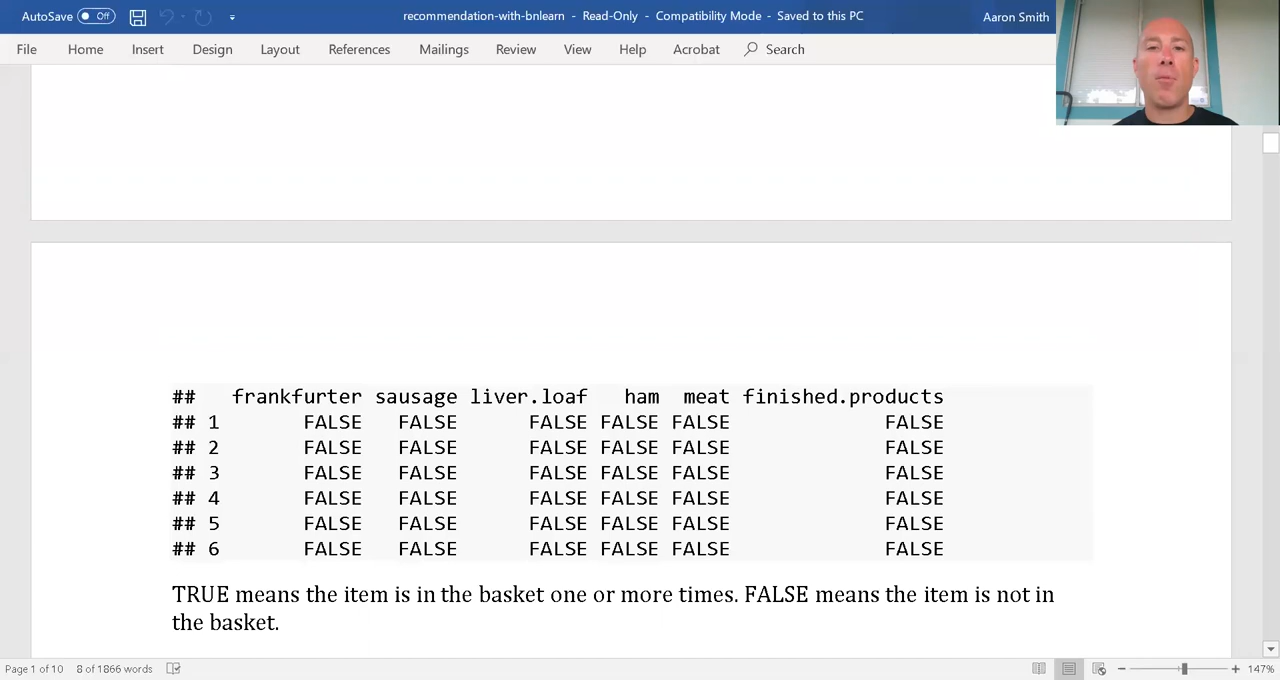 AutoSave Off recommendation-with-bnlearn - Read-Only - Compatibility Mode - Saved to this PC Aaron Smith
File Home Insert Design Layout References Mailings Review View Help Acrobat Search
## frankfurter sausage liver.loaf ham meat finished.products
## 1 FALSE FALSE FALSE FALSE FALSE FALSE
## 2 FALSE FALSE FALSE FALSE FALSE FALSE
## 3 FALSE FALSE FALSE FALSE FALSE FALSE
## 4 FALSE FALSE FALSE FALSE FALSE FALSE
## 5 FALSE FALSE FALSE FALSE FALSE FALSE
## 6 FALSE FALSE FALSE FALSE FALSE FALSE
TRUE means the item is in the basket one or more times. FALSE means the item is not in
the basket.
Page 1 of 10 8 of 1866 words 147%